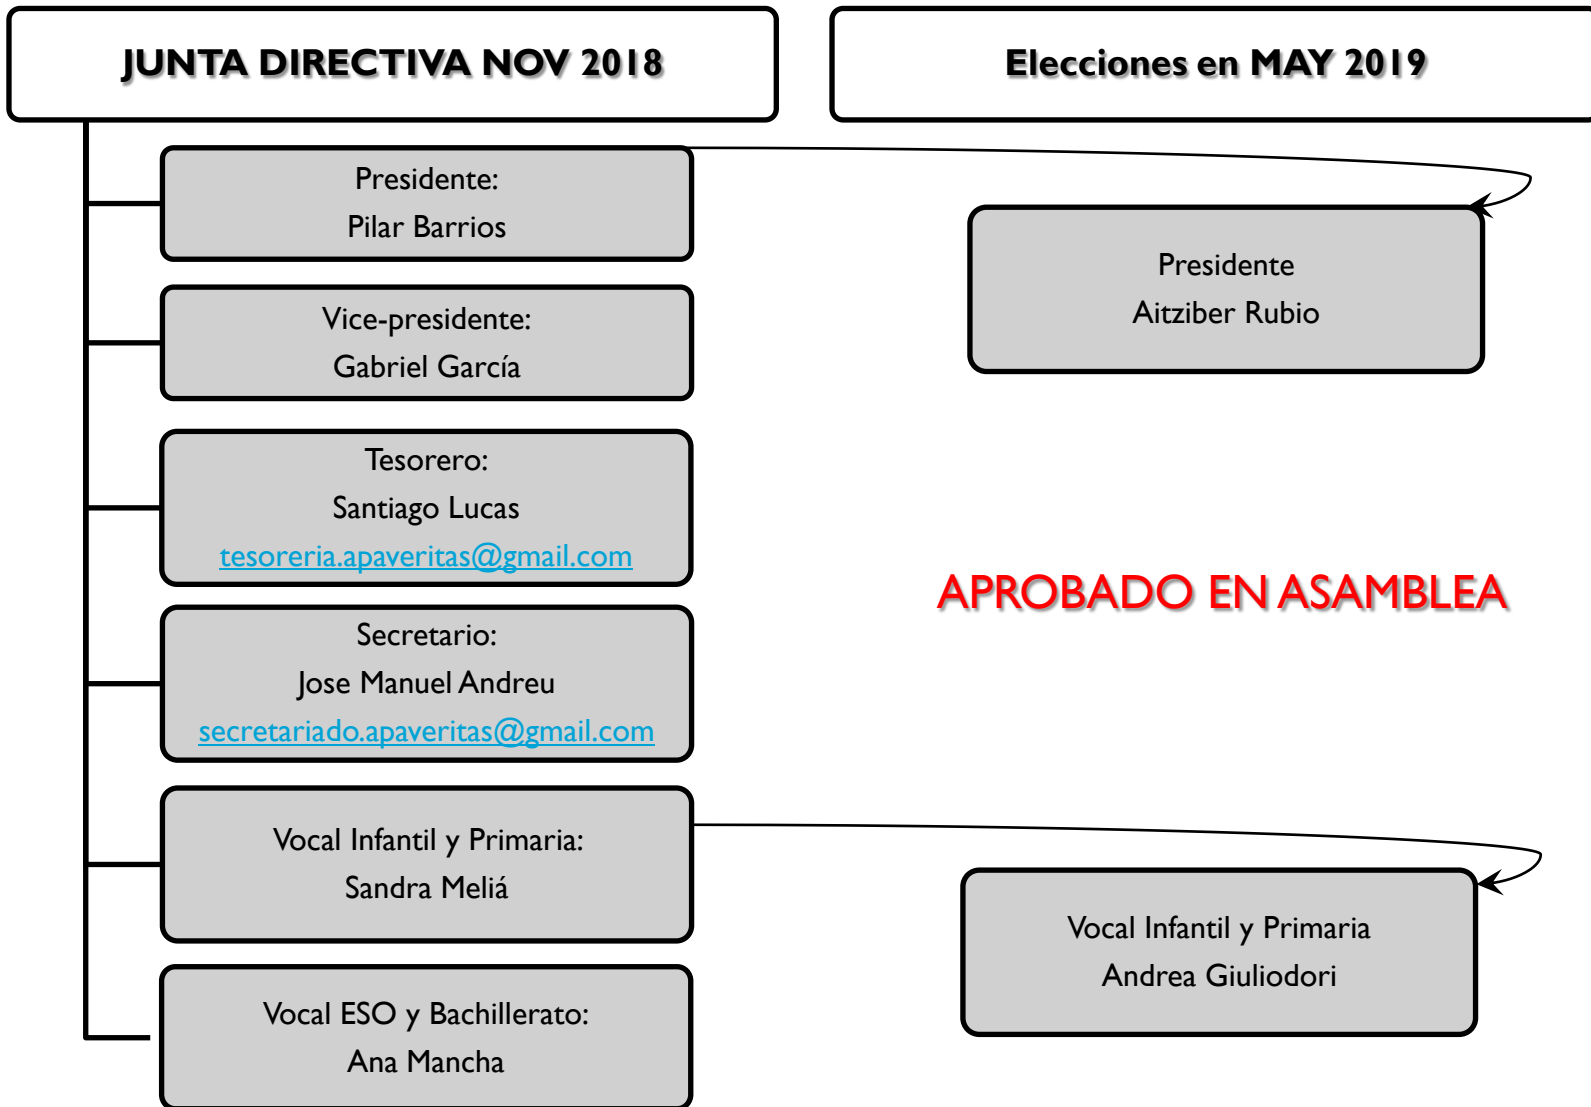 JUNTA DIRECTIVA NOV 2018
Presidente:
Pilar Barrios
Vice-presidente:
Gabriel García
Tesorero:
Santiago Lucas
tesoreria.apaveritas@gmail.com
Secretario:
Jose Manuel Andreu
secretariado.apaveritas@gmail.com
Vocal Infantil y Primaria:
Sandra Meliá
Vocal ESO y Bachillerato:
Ana Mancha
Elecciones en MAY 2019
Presidente
Aitziber Rubio
APROBADO EN ASAMBLEA
Vocal Infantil y Primaria
Andrea Giuliodori